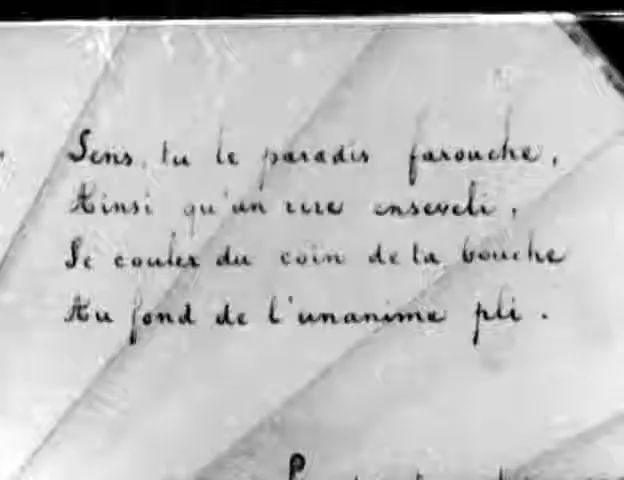 Sens-tu le paradis farouche,
Ainsi qu'un rire enseveli,
Se couler du coin de ta bouche
Au fond de l'unanime pli.